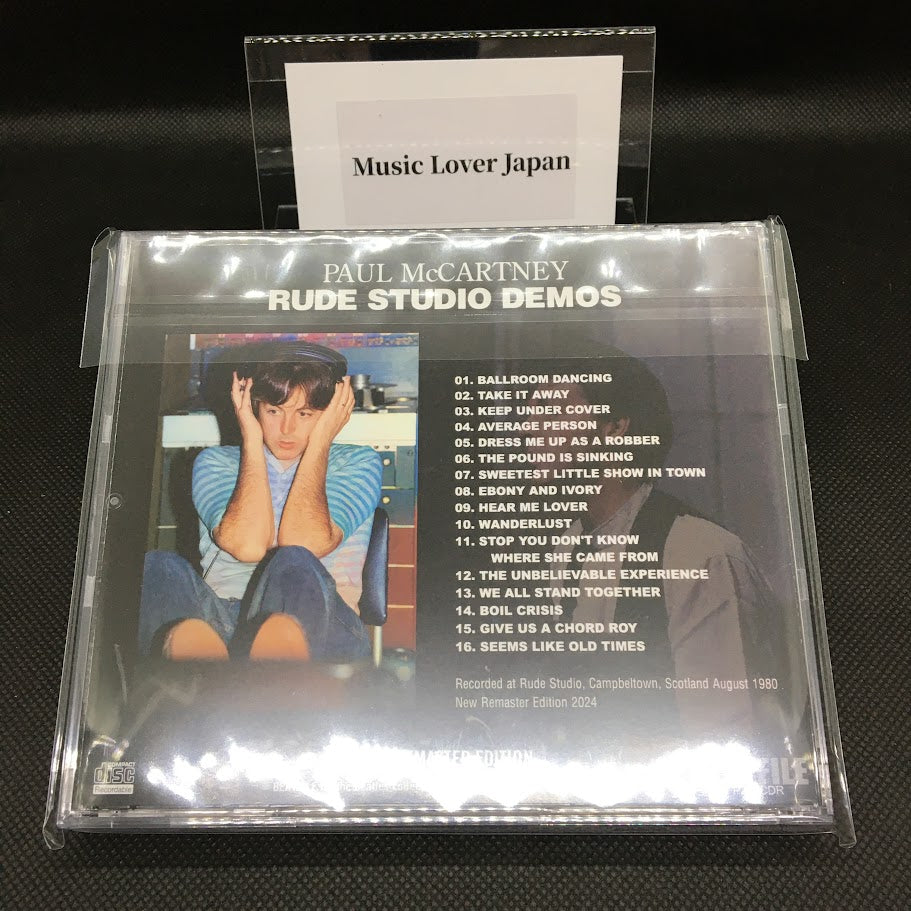 Music Lover Japan
PAUL McCARTNEY
RUDE STUDIO DEMOS
01. BALLROOM DANCING
02. TAKE IT AWAY
03. KEEP UNDER COVER
04. AVERAGE PERSON
05. DRESS ME UP AS A ROBBER
06. THE POUND IS SINKING
07. SWEETEST LITTLE SHOW IN TOWN
08. EBONY AND IVORY
09. HEAR ME LOVER
10. WANDERLUST
11. STOP YOU DON'T KNOW
WHERE SHE CAME FROM
12. THE UNBELIEVABLE EXPERIENCE
13. WE ALL STAND TOGETHER
14. BOIL CRISIS
15. GIVE US A CHORD ROY
16. SEEMS LIKE OLD TIMES
Recorded at Rude Studio, Campbeltown, Scotland August 1980
New Remaster Edition 2024
EDITION
COMPACT
disc
Recordable